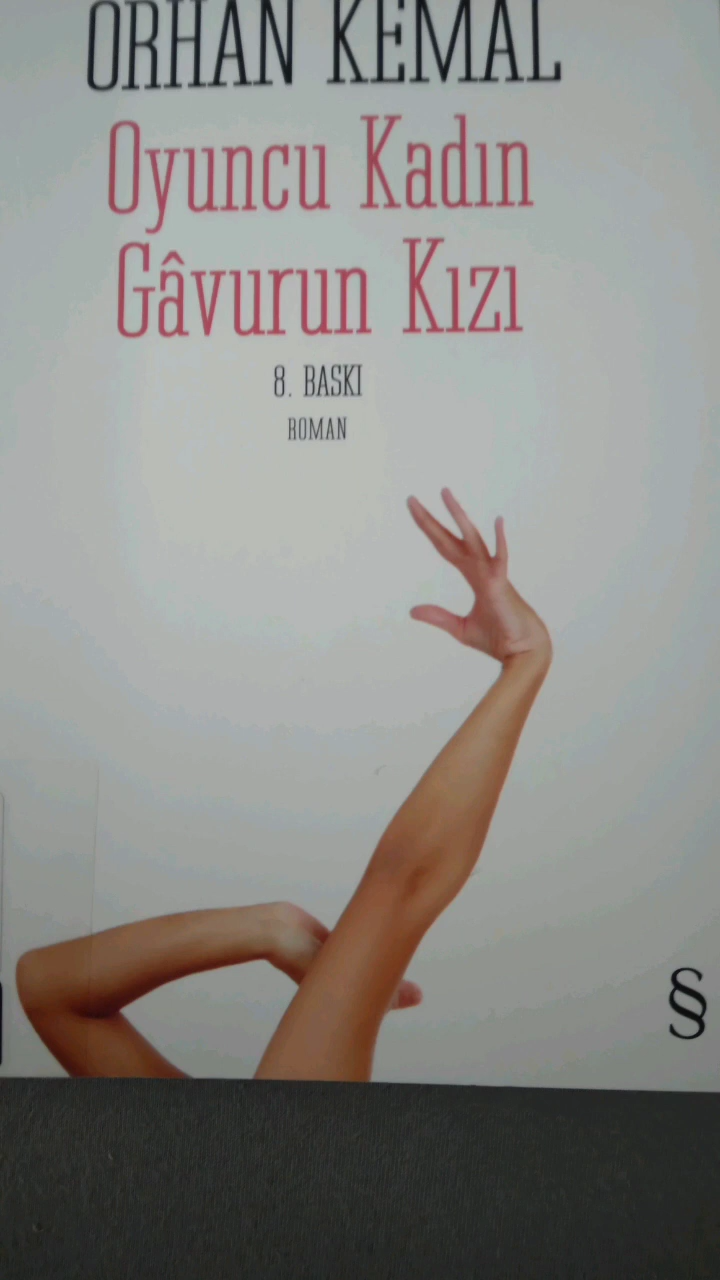 ORHAN KEMAL
Oyuncu Kadın
Gâvurun Kızı
8. BASKI
ROMAN
§